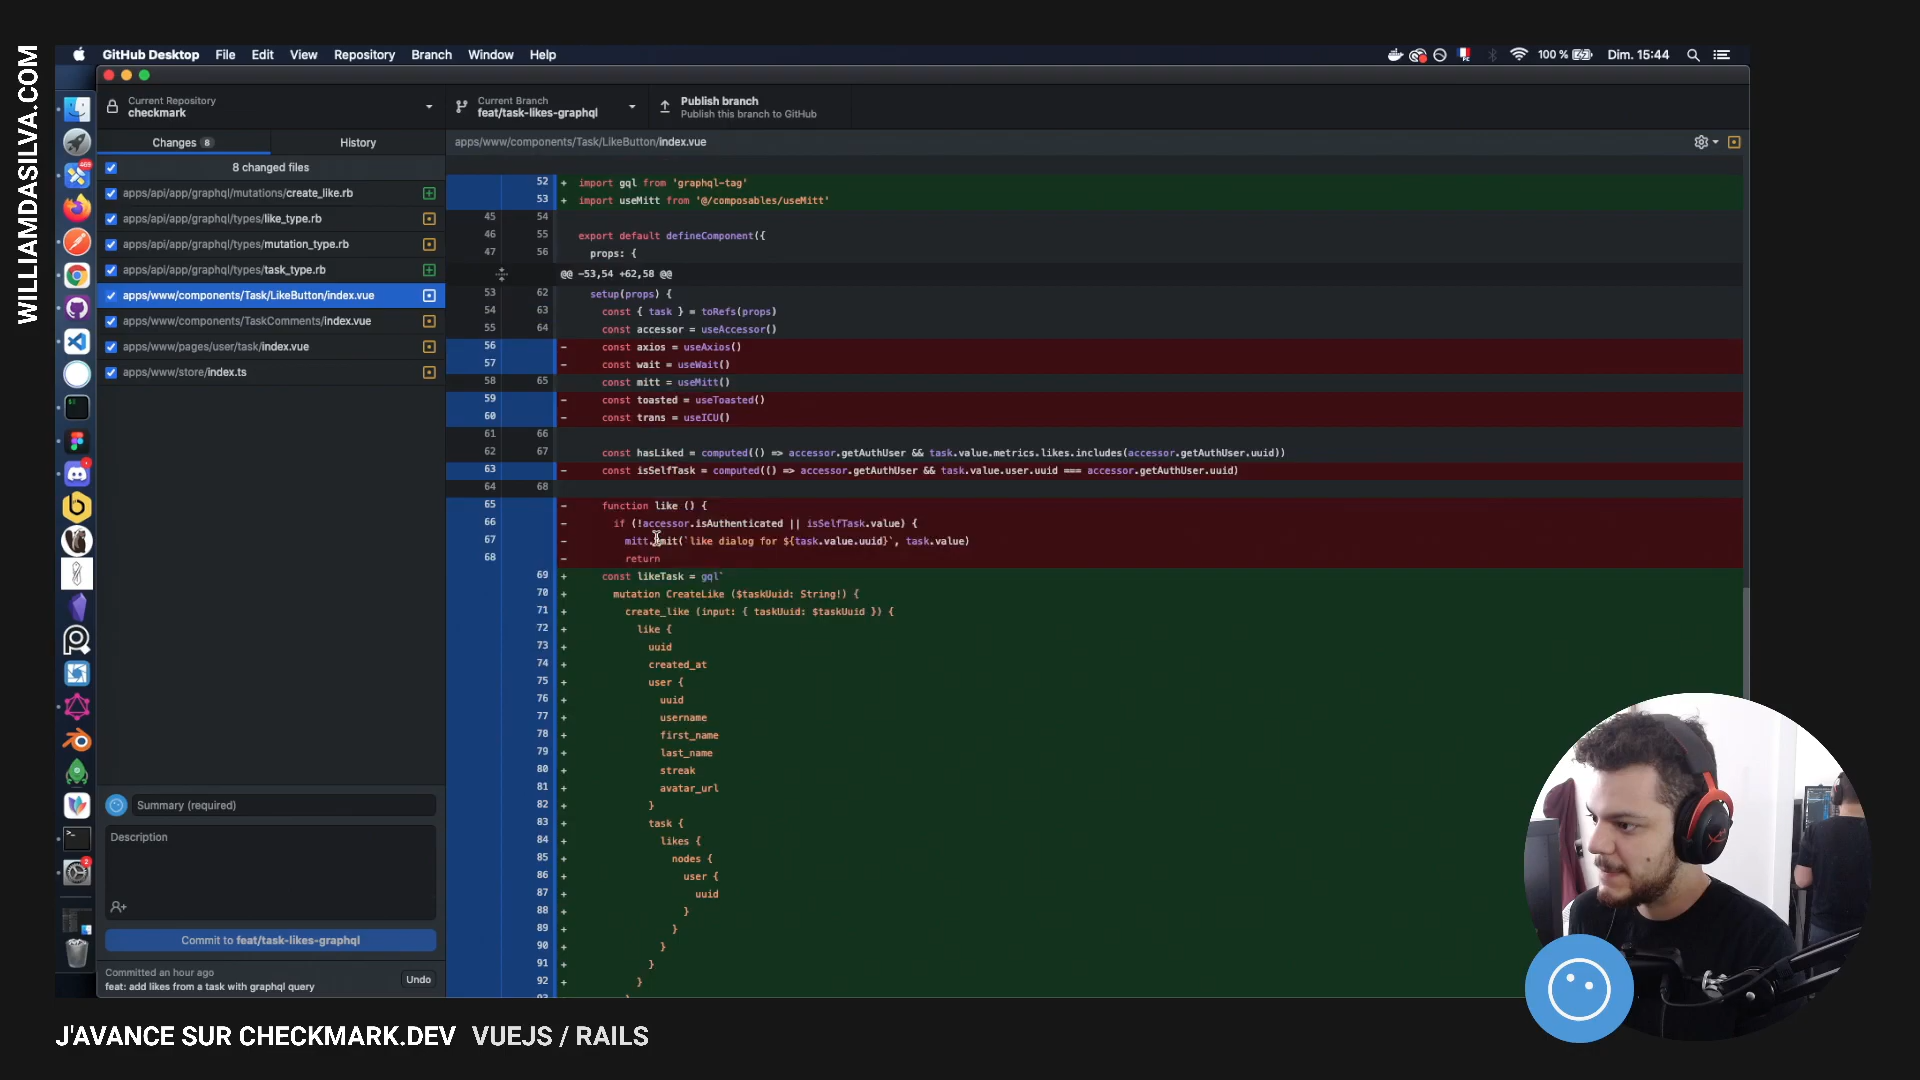 WILLIAMDASILVA.COM
GitHub Desktop File Edit View Repository Branch Window Help
100 % Dim. 15:44
Current Repository
checkmark
Current Branch
feat/task-likes-graphql
Publish branch
Publish this branch to GitHub
Changes 8 History
apps/www/components/Task/LikeButton/index.vue
8 changed files
apps/api/app/graphql/mutations/create_like.rb
apps/api/app/graphql/types/like_type.rb
apps/api/app/graphql/types/mutation_type.rb
apps/api/app/graphql/types/task_type.rb
apps/www/components/Task/LikeButton/index.vue
apps/www/components/TaskComments/index.vue
apps/www/pages/user/task/index.vue
apps/www/store/index.ts
52 + import gql from 'graphql-tag'
53 + import useMitt from '@/composables/useMitt'
45 54
46 55 export default defineComponent({
47 56 props: {
@@ -53,54 +62,58 @@
53 62 setup(props) {
54 63 const { task } = toRefs(props)
55 64 const accessor = useAccessor()
56 - const axios = useAxios()
57 - const wait = useWait()
58 65 const mitt = useMitt()
59 - const toasted = useToasted()
60 - const trans = useICU()
61 66
62 67 const hasLiked = computed(() => accessor.getAuthUser && task.value.metrics.likes.includes(accessor.getAuthUser.uuid))
63 - const isSelfTask = computed(() => accessor.getAuthUser && task.value.user.uuid === accessor.getAuthUser.uuid)
64 68
65 - function like () {
66 - if (!accessor.isAuthenticated || isSelfTask.value) {
67 - mitt.emit(`like dialog for ${task.value.uuid}`, task.value)
68 - return
69 + const likeTask = gql`
70 + mutation CreateLike ($taskUuid: String!) {
71 + create_like (input: { taskUuid: $taskUuid }) {
72 + like {
73 + uuid
74 + created_at
75 + user {
76 + uuid
77 + username
78 + first_name
79 + last_name
80 + streak
81 + avatar_url
82 + }
83 + task {
84 + likes {
85 + nodes {
86 + user {
87 + uuid
88 + }
89 + }
90 + }
91 + }
92 + }
Summary (required)
Description
Commit to feat/task-likes-graphql
Committed an hour ago
feat: add likes from a task with graphql query
Undo
J'AVANCE SUR CHECKMARK.DEV VUEJS / RAILS